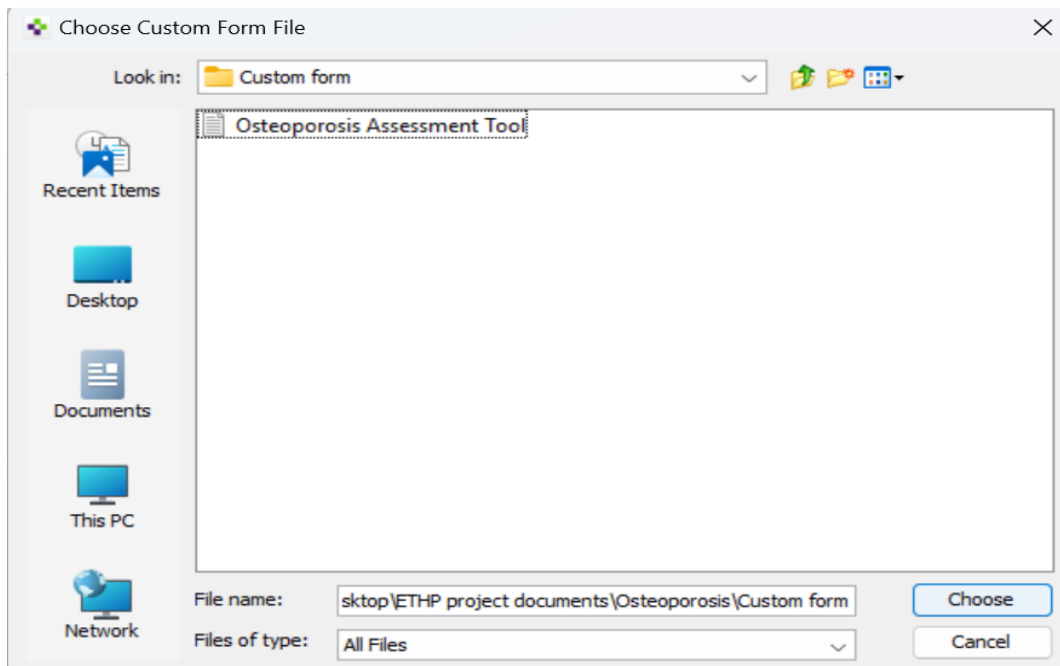 Choose Custom Form File
Look in:
Custom form
Osteoporosis Assessment Tool
Recent Items
Desktop
Documents
This PC
Network
File name:
sktop\ETHP project documents\Osteoporosis\Custom form
Choose
Files of type:
All Files
Cancel